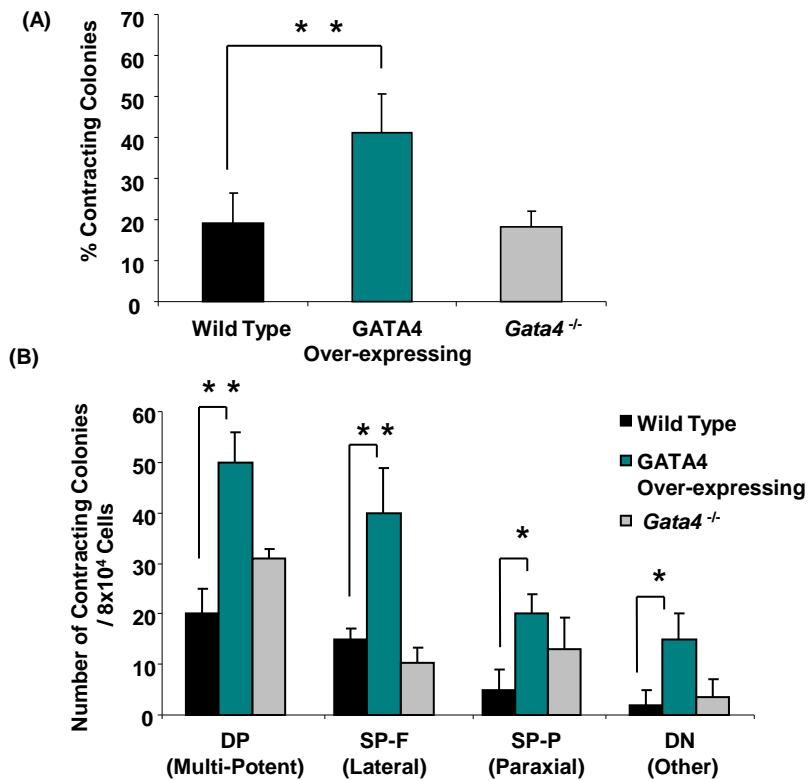 (A)
% Contracting Colonies
70
60
50
40
30
20
10
0
* *
Wild Type
GATA4
Over-expressing
Gata4 -/-
(B)
Number of Contracting Colonies
/ 8x10⁴ Cells
60
50
40
30
20
10
0
* *
* *
*
*
Wild Type
GATA4
Over-expressing
Gata4 -/-
DP
(Multi-Potent)
SP-F
(Lateral)
SP-P
(Paraxial)
DN
(Other)